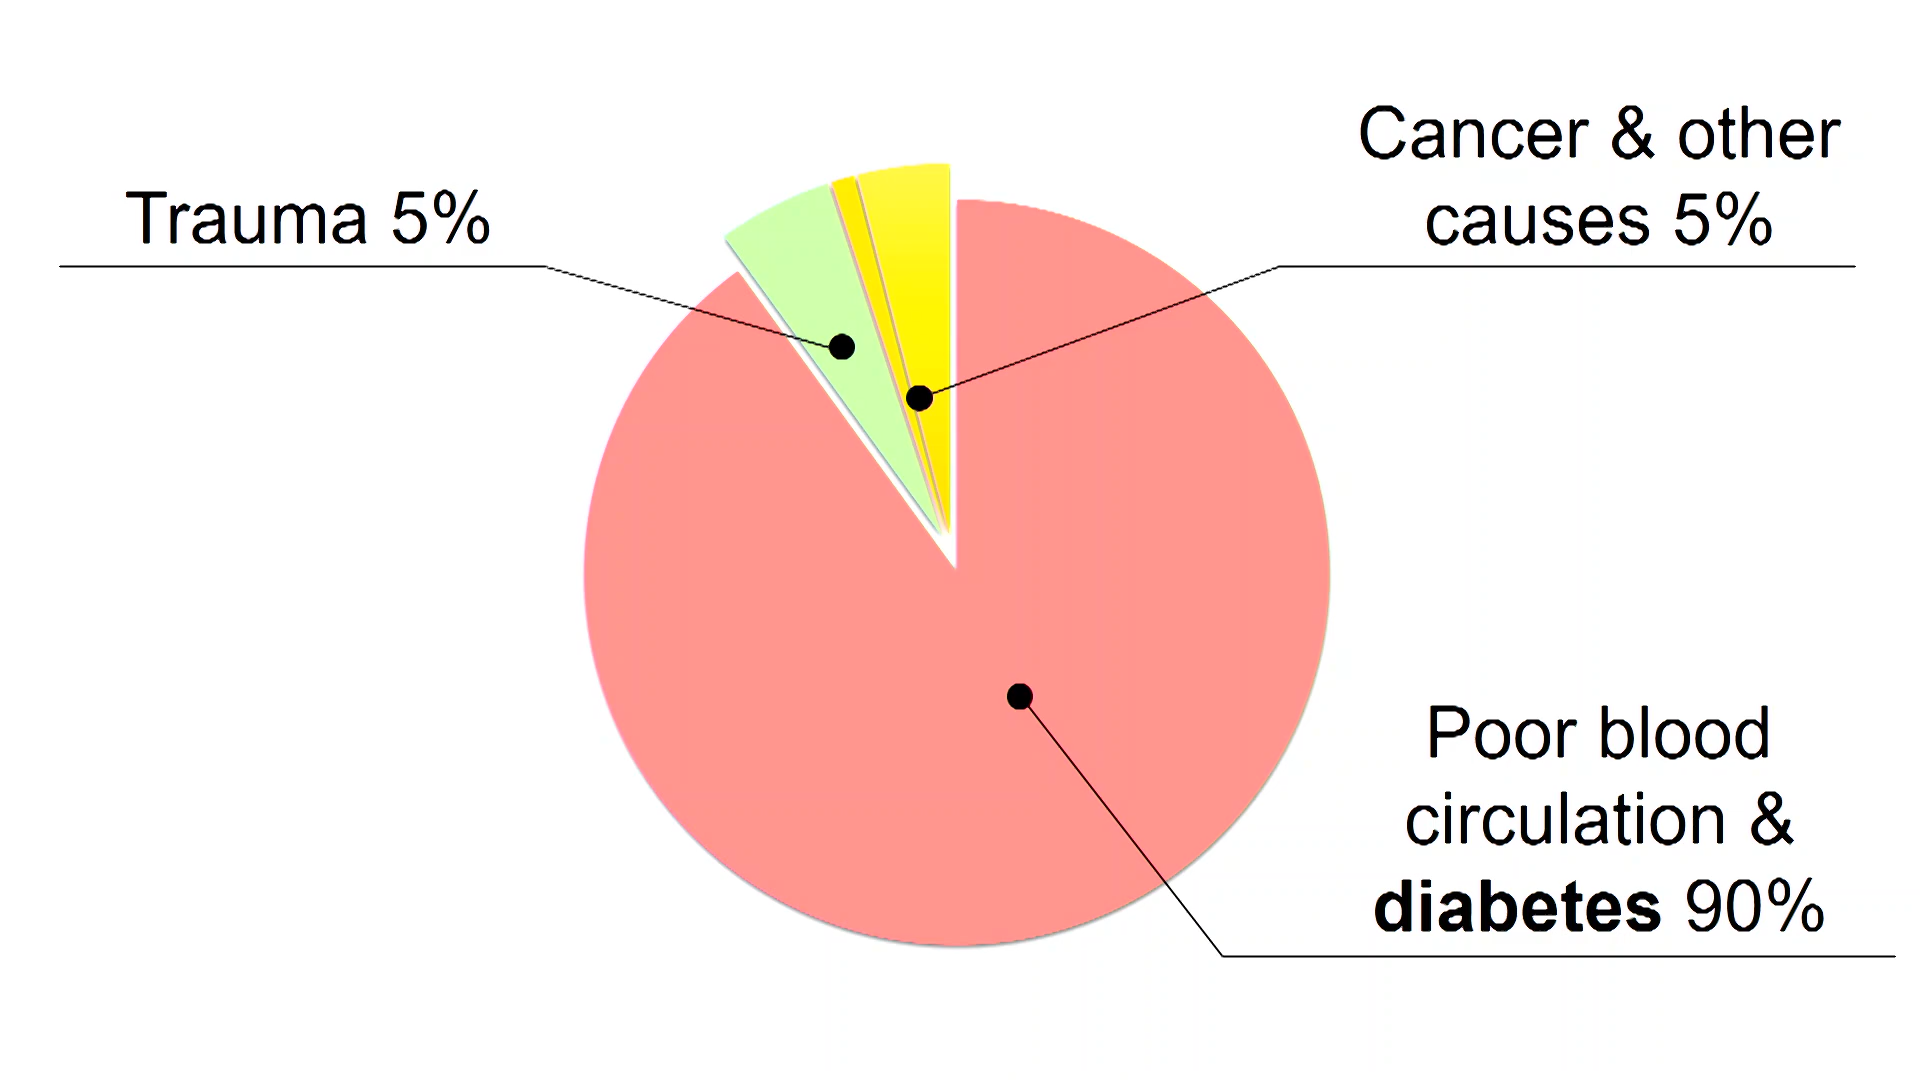 Trauma 5%
Cancer & other
causes 5%
Poor blood
circulation &
diabetes 90%